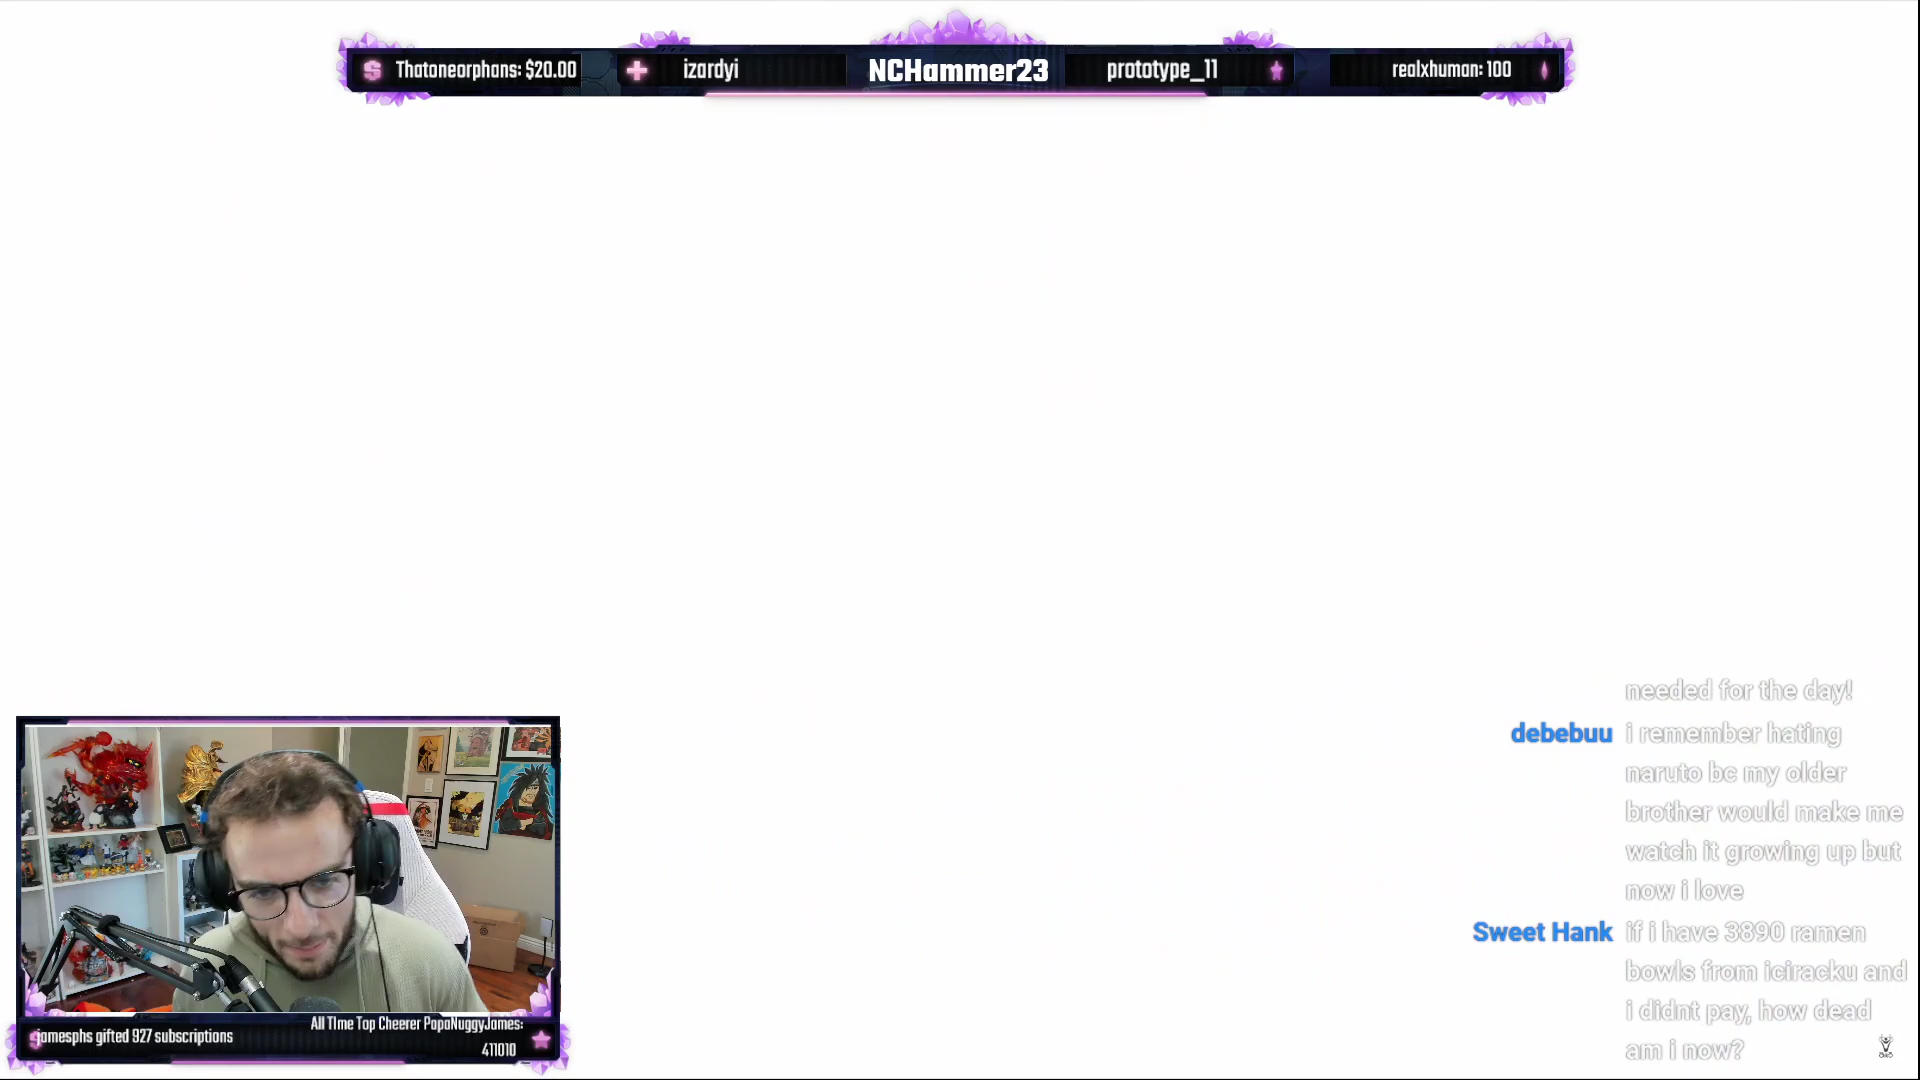 Thatoneorphans: $20.00
izardyi
NCHammer23
prototype_11
realxhuman: 100
needed for the day!
debebuu i remember hating
naruto bc my older
brother would make me
watch it growing up but
now i love
Sweet Hank if i have 3890 ramen
bowls from iciracku and
i didnt pay, how dead
am i now?
jamesphs gifted 927 subscriptions
All TIme Top Cheerer PapaNuggyJames:
411010